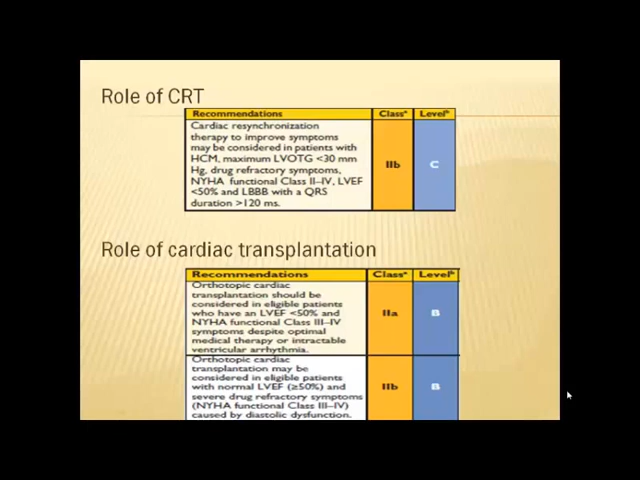 Role of CRT
Recommendations Classᵃ Levelᵇ
Cardiac resynchronization
therapy to improve symptoms
may be considered in patients with
HCM, maximum LVOTG <30 mm
Hg, drug refractory symptoms,
NYHA functional Class II–IV, LVEF
<50% and LBBB with a QRS
duration >120 ms.
IIb C
Role of cardiac transplantation
Recommendations Classᵃ Levelᵇ
Orthotopic cardiac
transplantation should be
considered in eligible patients
who have an LVEF <50% and
NYHA functional Class III–IV
symptoms despite optimal
medical therapy or intractable
ventricular arrhythmia.
IIa B
Orthotopic cardiac
transplantation may be
considered in eligible patients
with normal LVEF (≥50%) and
severe drug refractory symptoms
(NYHA functional Class III–IV)
caused by diastolic dysfunction.
IIb B